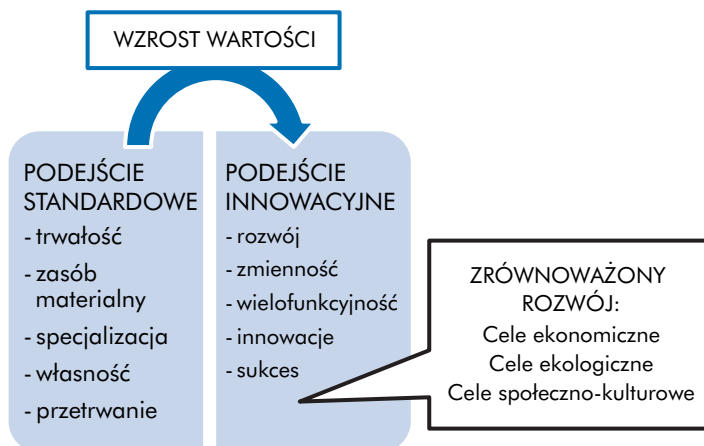 WZROST WARTOŚCI
PODEJŚCIE
STANDARDOWE
- trwałość
- zasób
materialny
- specjalizacja
- własność
- przetrwanie
PODEJŚCIE
INNOWACYJNE
- rozwój
- zmienność
- wielofunkcyjność
- innowacje
- sukces
ZRÓWNOWAŻONY
ROZWÓJ:
Cele ekonomiczne
Cele ekologiczne
Cele społeczno-kulturowe